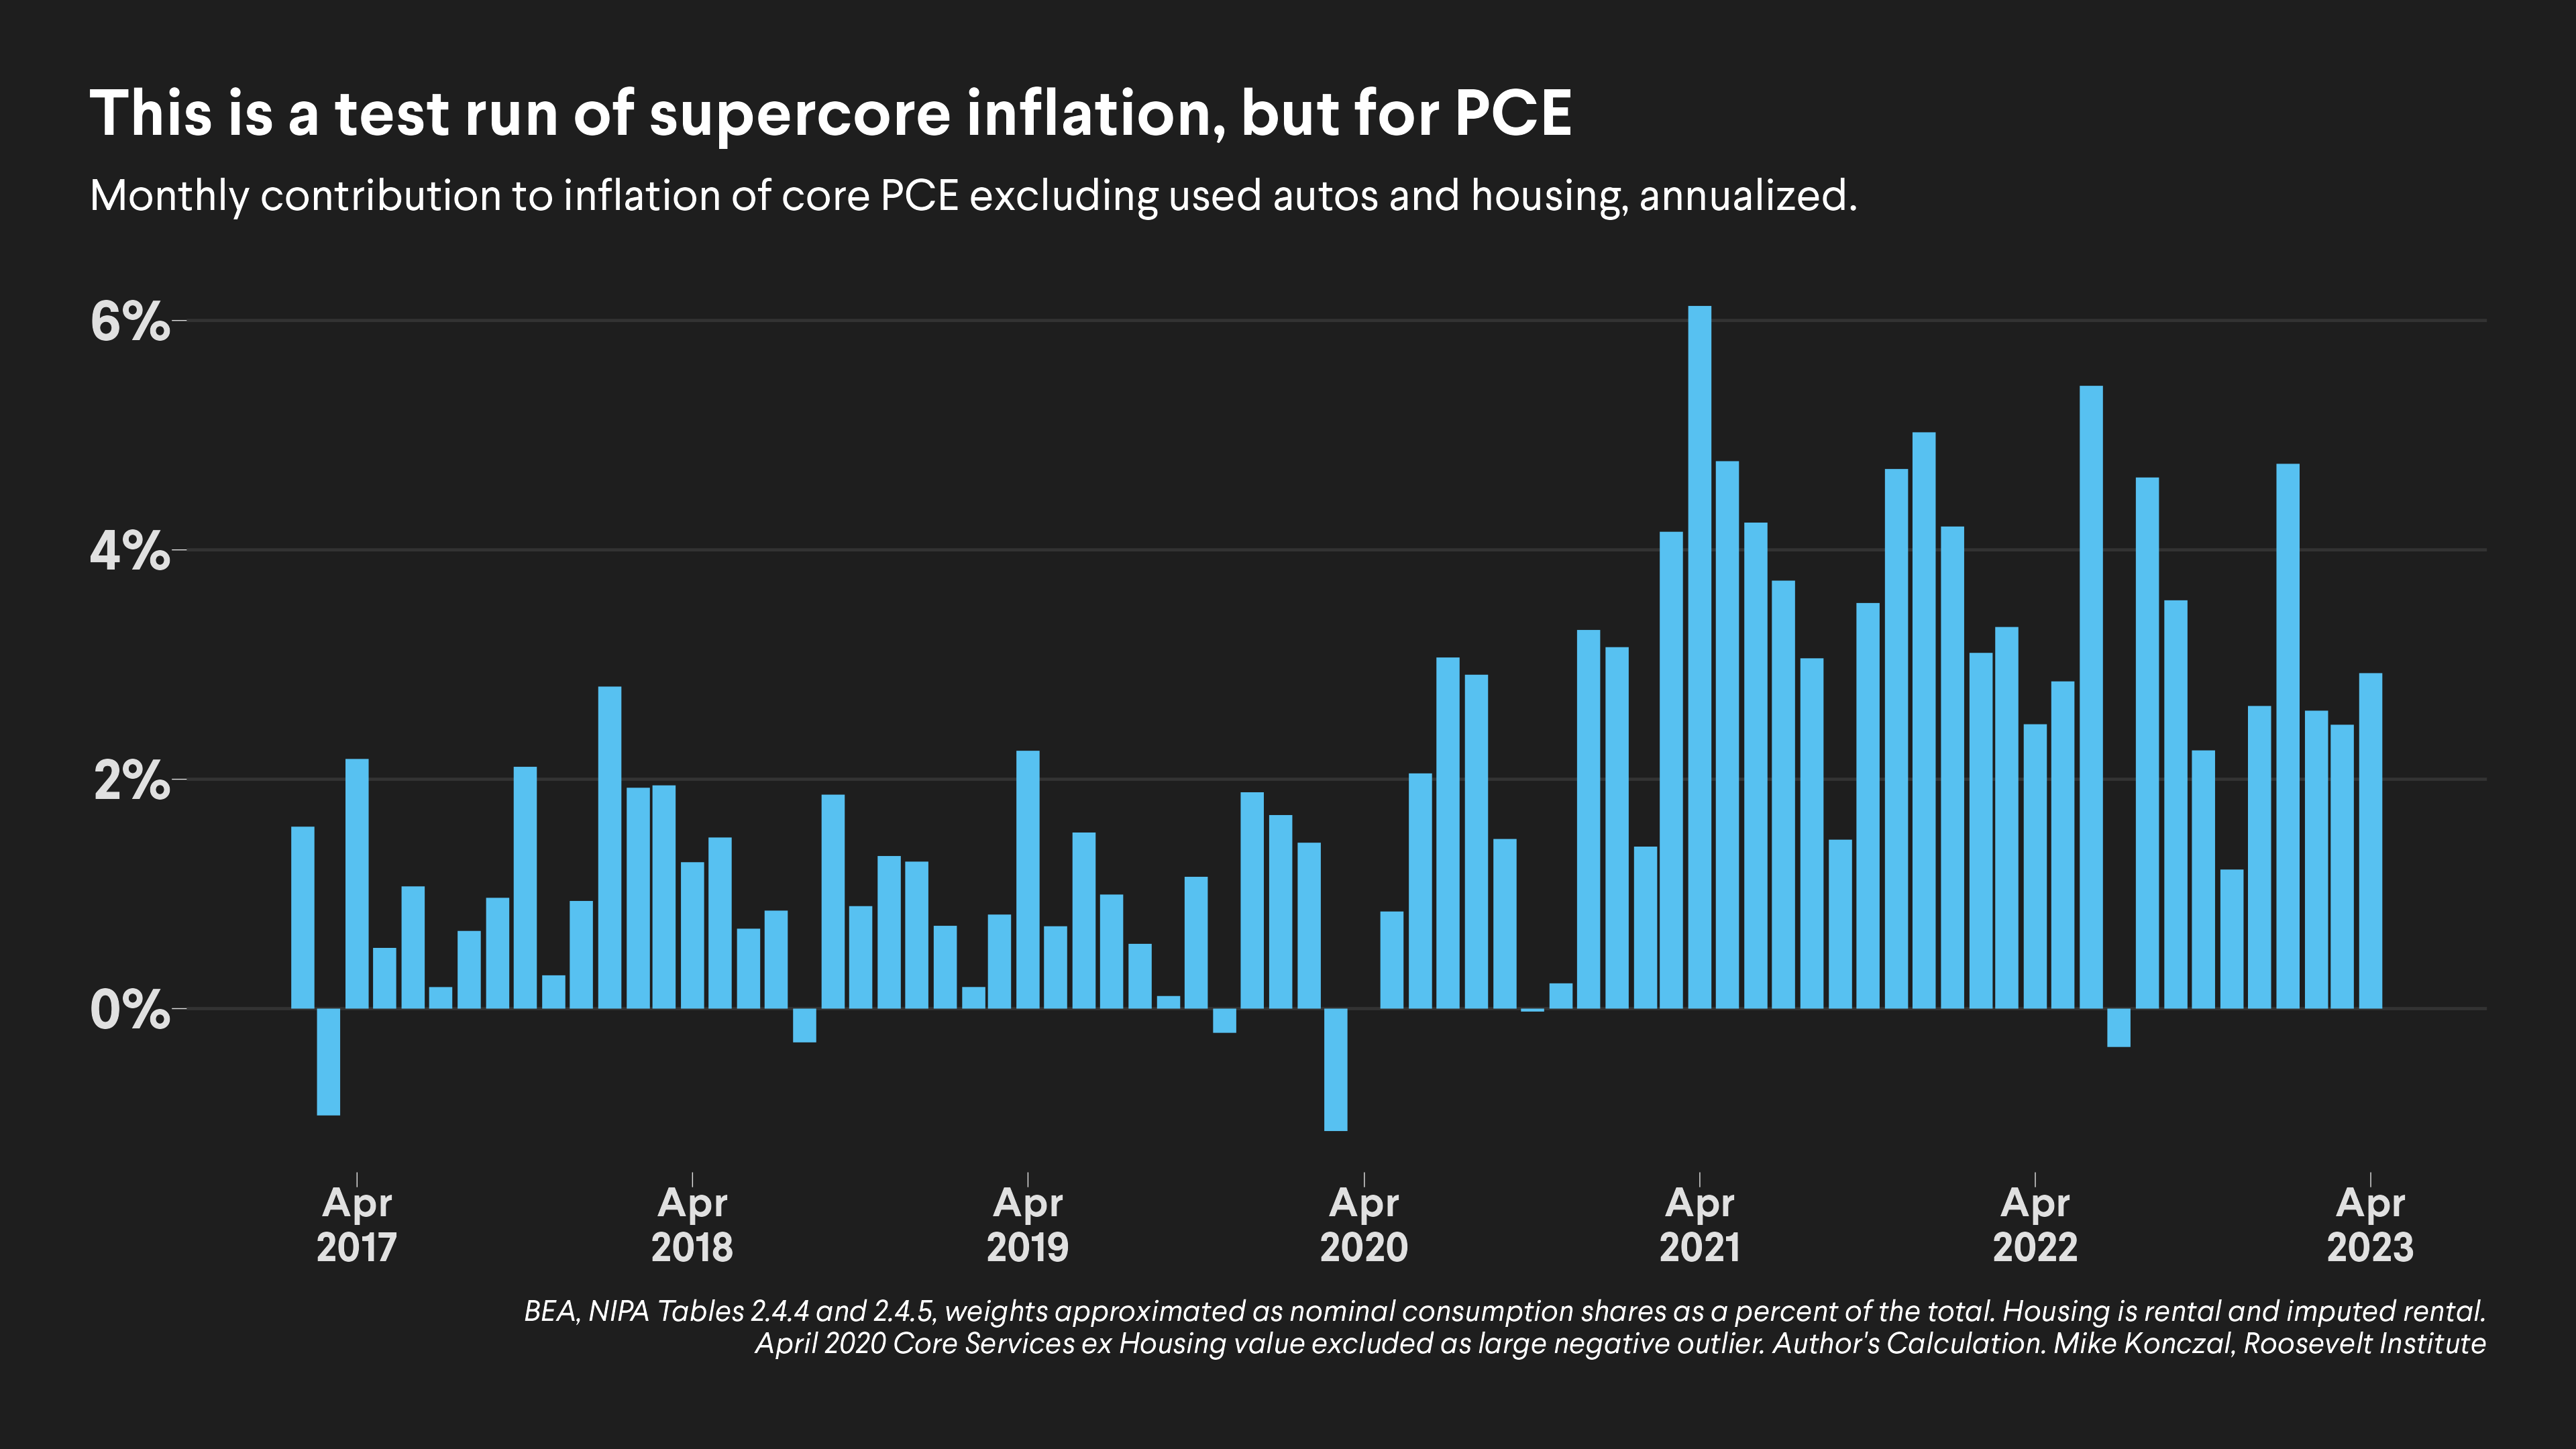 This is a test run of supercore inflation, but for PCE
Monthly contribution to inflation of core PCE excluding used autos and housing, annualized.
6%
4%
2%
0%
Apr
2017
Apr
2018
Apr
2019
Apr
2020
Apr
2021
Apr
2022
Apr
2023
BEA, NIPA Tables 2.4.4 and 2.4.5, weights approximated as nominal consumption shares as a percent of the total. Housing is rental and imputed rental.
April 2020 Core Services ex Housing value excluded as large negative outlier. Author's Calculation. Mike Konczal, Roosevelt Institute